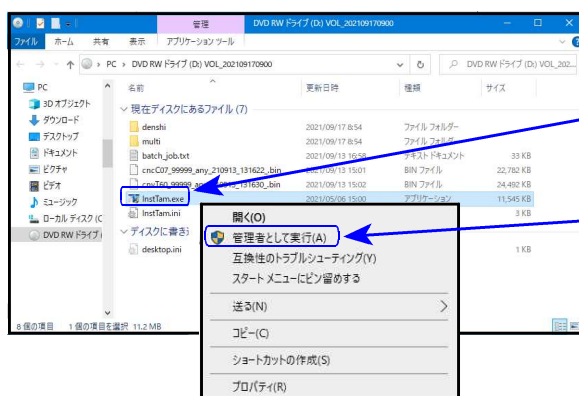 管理 DVD RW ドライブ (D:) VOL_202109170900
ファイル ホーム 共有 表示 アプリケーション ツール
PC › DVD RW ドライブ (D:) VOL_202109170900 DVD RW ドライブ (D:) VOL_202...
PC 名前 更新日時 種類 サイズ
3D オブジェクト 現在ディスクにあるファイル (7)
ダウンロード denshi 2021/09/17 8:54 ファイル フォルダー
デスクトップ multi 2021/09/17 8:54 ファイル フォルダー
ドキュメント batch_job.txt 2021/09/13 16:58 テキスト ドキュメント 33 KB
ピクチャ cncC07_99999_any_210913_131622_.bin 2021/09/13 15:01 BIN ファイル 22,782 KB
ビデオ cnvT60_99999_any_210913_131630_.bin 2021/09/13 15:02 BIN ファイル 24,492 KB
ミュージック InstTam.exe 2021/05/06 15:00 アプリケーション 11,545 KB
ローカル ディスク (C InstTam.ini 3 KB
DVD RW ドライブ ( ディスクに書き
desktop.ini 1 KB
開く(O)
管理者として実行(A)
互換性のトラブルシューティング(Y)
スタート メニューにピン留めする
送る(N)
コピー(C)
ショートカットの作成(S)
プロパティ(R)
8 個の項目 1 個の項目を選択 11.2 MB